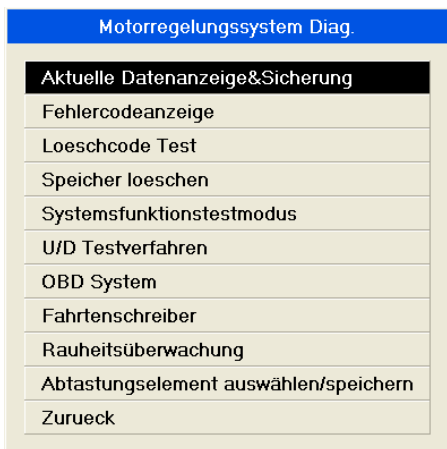 Motorregelungssystem Diag.
Aktuelle Datenanzeige&Sicherung
Fehlercodeanzeige
Loeschcode Test
Speicher loeschen
Systemsfunktionstestmodus
U/D Testverfahren
OBD System
Fahrtenschreiber
Rauheitsüberwachung
Abtastungselement auswählen/speichern
Zurueck